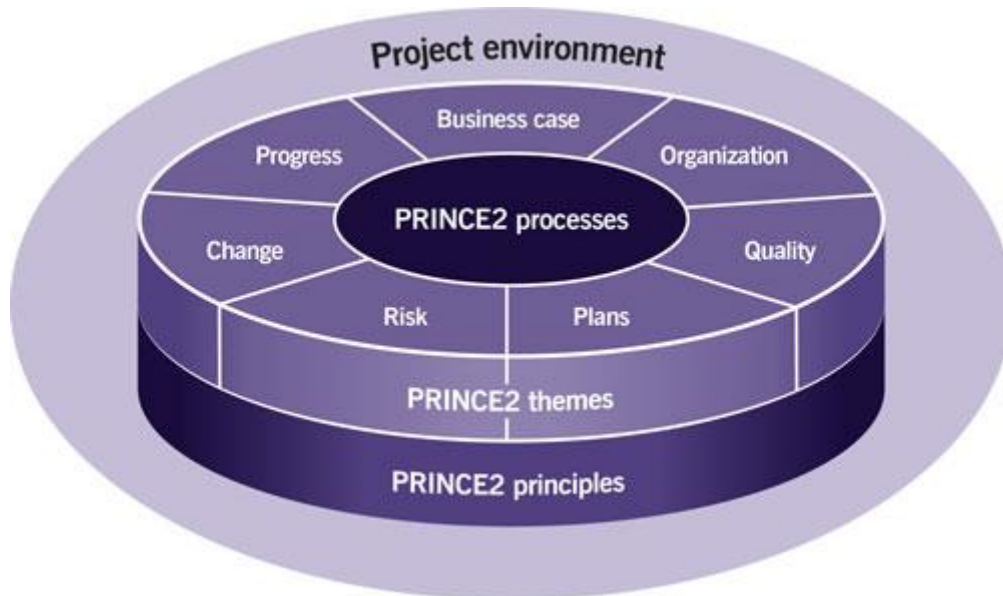 Project environment
Business case
Progress
Organization
PRINCE2 processes
Change
Quality
Risk
Plans
PRINCE2 themes
PRINCE2 principles